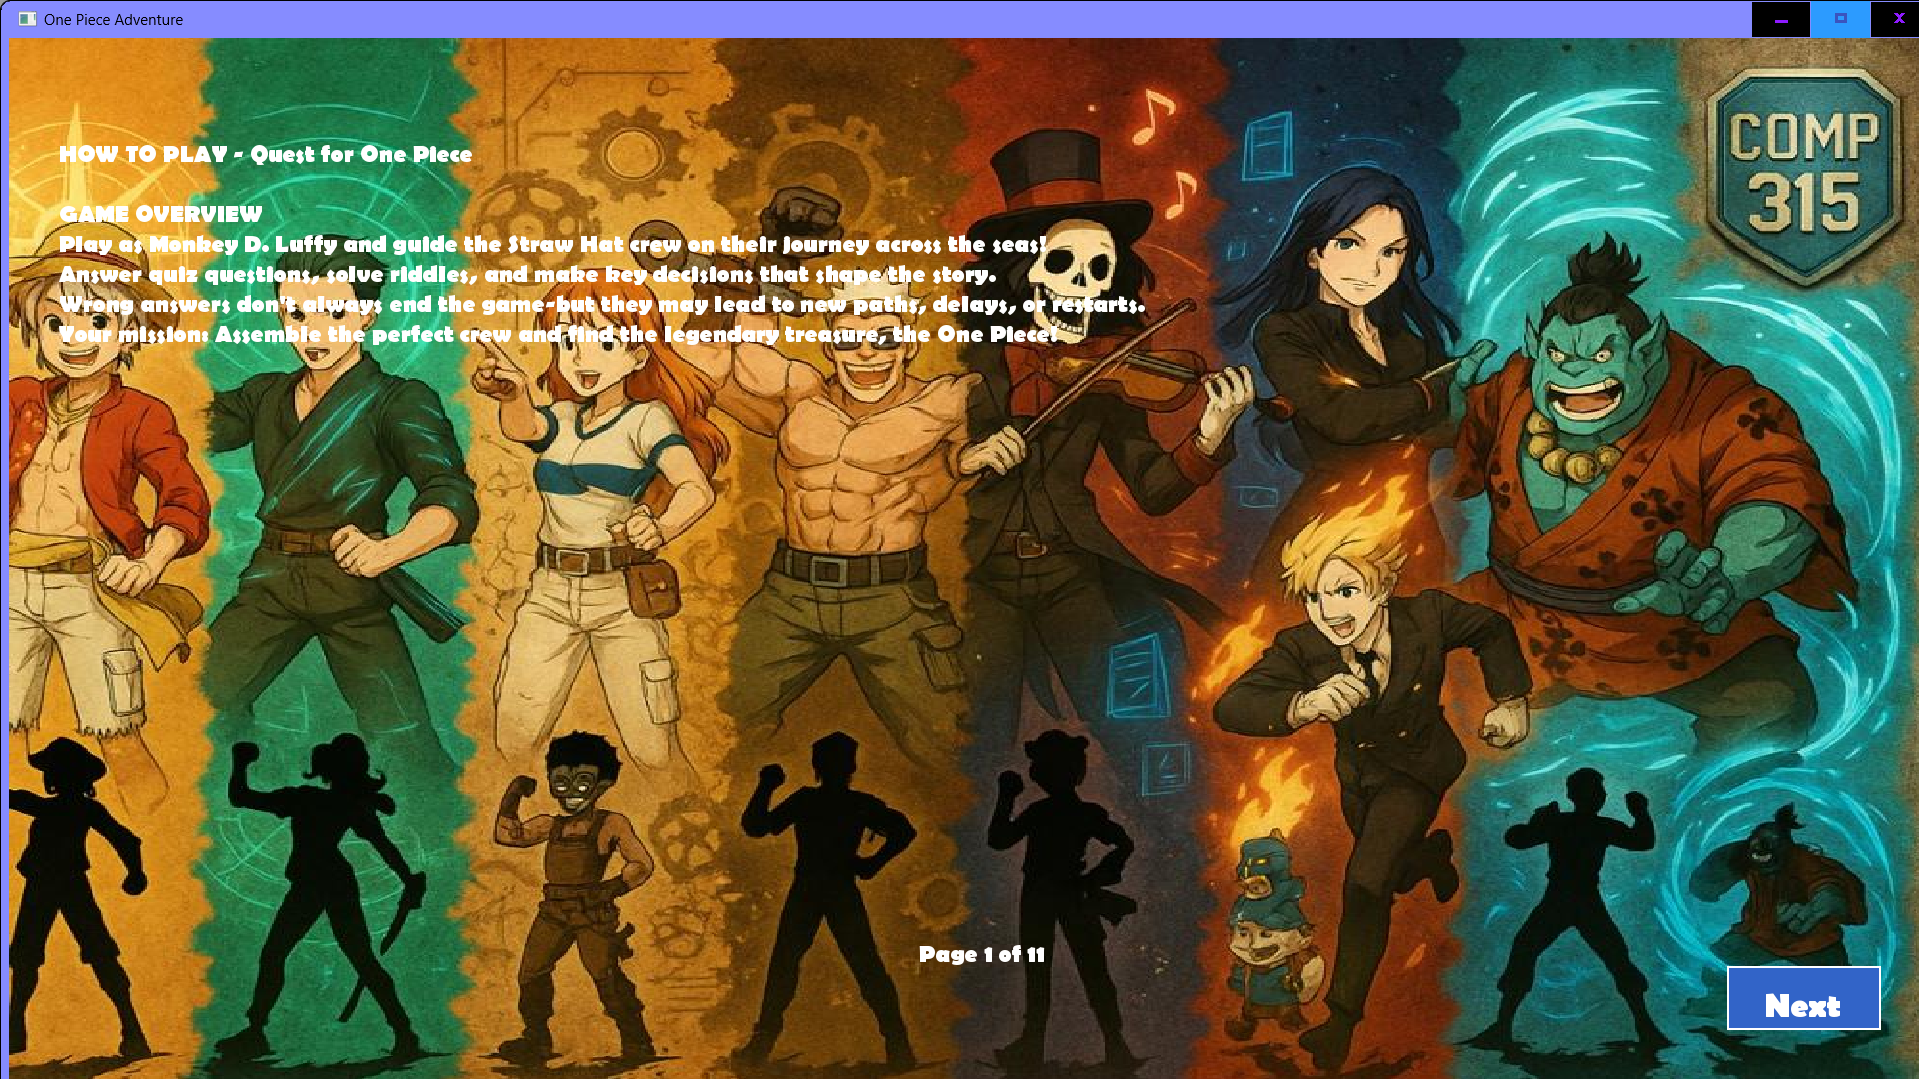 One Piece Adventure
COMP
315
HOW TO PLAY - Quest for One Piece
GAME OVERVIEW
Play as Monkey D. Luffy and guide the Straw Hat crew on their journey across the seas!
Answer quiz questions, solve riddles, and make key decisions that shape the story.
Wrong answers don't always end the game-but they may lead to new paths, delays, or restarts.
Your mission: Assemble the perfect crew and find the legendary treasure, the One Piece!
Page 1 of 11
Next